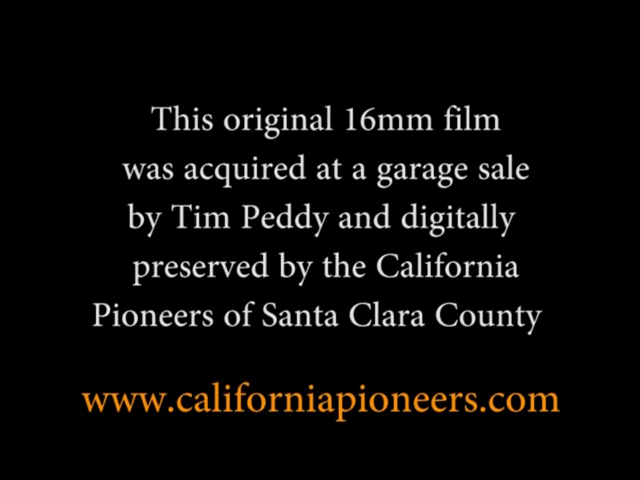 This original 16mm film
was acquired at a garage sale
by Tim Peddy and digitally
preserved by the California
Pioneers of Santa Clara County
www.californiapioneers.com